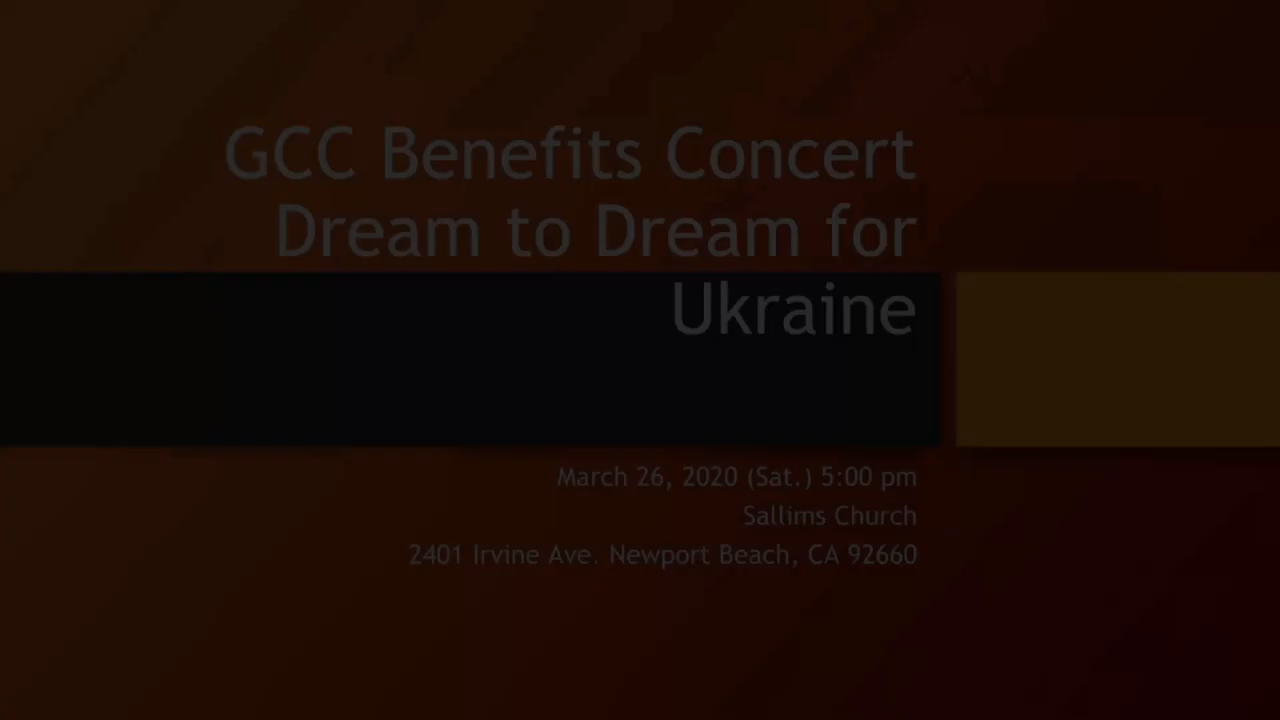 GCC Benefits Concert
Dream to Dream for
Ukraine
March 26, 2020 (Sat.) 5:00 pm
Sallims Church
2401 Irvine Ave. Newport Beach, CA 92660